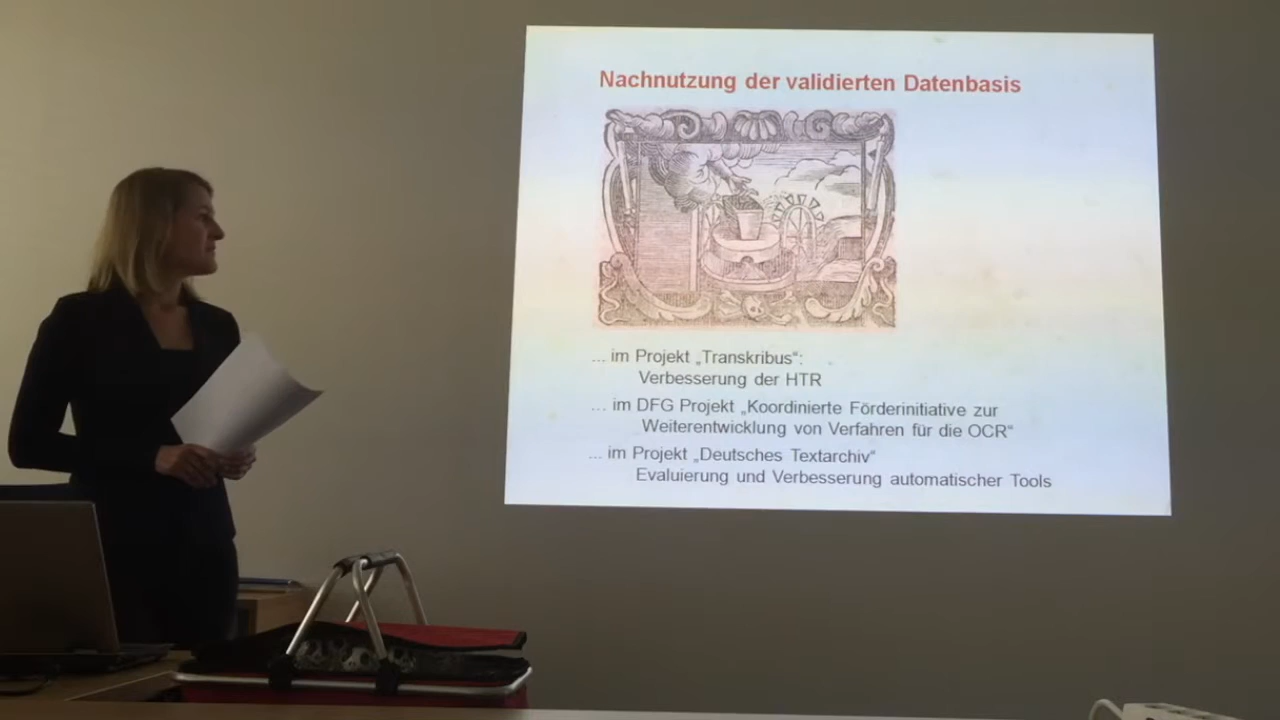 Nachnutzung der validierten Datenbasis
... im Projekt „Transkribus“:
Verbesserung der HTR
... im DFG Projekt „Koordinierte Förderinitiative zur
Weiterentwicklung von Verfahren für die OCR“
... im Projekt „Deutsches Textarchiv“
Evaluierung und Verbesserung automatischer Tools